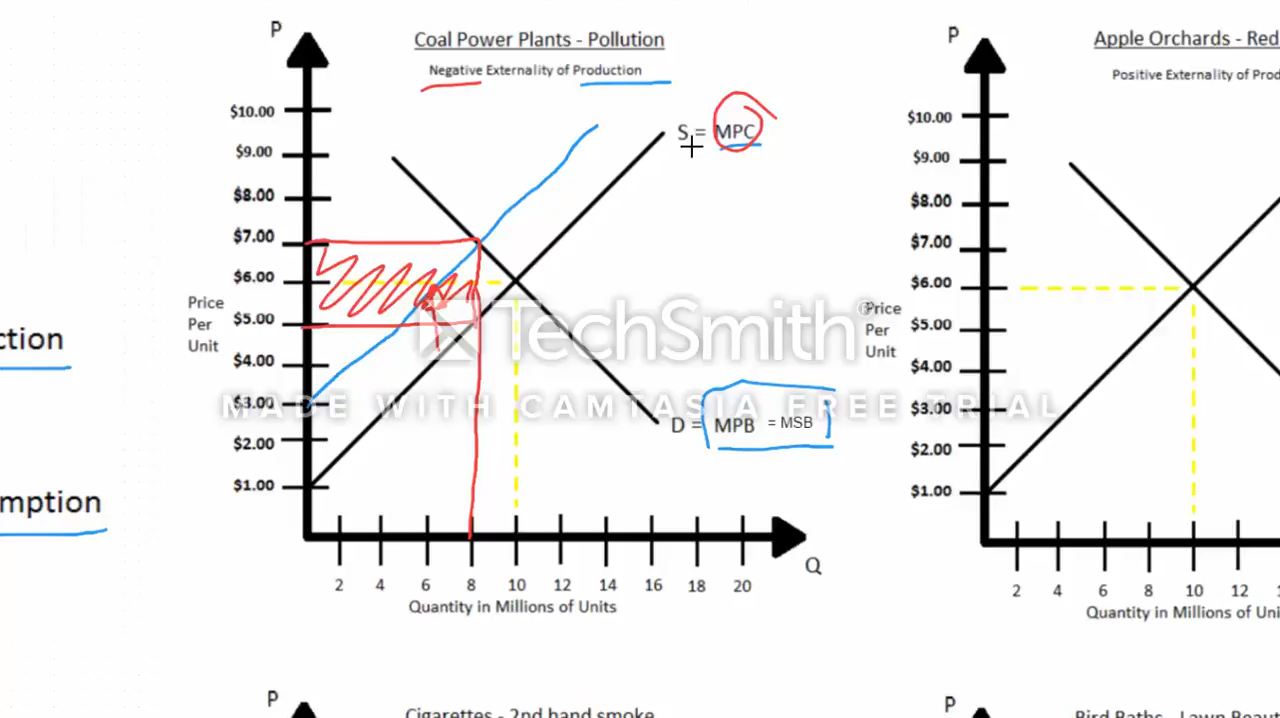 P
Coal Power Plants - Pollution
Negative Externality of Production
$10.00
$9.00
$8.00
$7.00
$6.00
$5.00
$4.00
$3.00
$2.00
$1.00
Price
Per
Unit
S = MPC
D = MPB = MSB
2 4 6 8 10 12 14 16 18 20
Q
Quantity in Millions of Units
P
Apple Orchards - Red
Positive Externality of Prod
$10.00
$9.00
$8.00
$7.00
$6.00
$5.00
$4.00
$3.00
$2.00
$1.00
Price
Per
Unit
2 4 6 8 10 12
Quantity in Millions of Uni
ction
mption
TechSmith®
MADE WITH CAMTASIA FREE TRIAL
P
Cigarettes - 2nd hand smoke
P
Bird Baths - Lawn Beaut